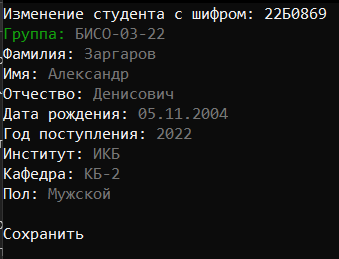 Изменение студента с шифром: 22Б0869
Группа: БИСО-03-22
Фамилия: Заргаров
Имя: Александр
Отчество: Денисович
Дата рождения: 05.11.2004
Год поступления: 2022
Институт: ИКБ
Кафедра: КБ-2
Пол: Мужской
Сохранить